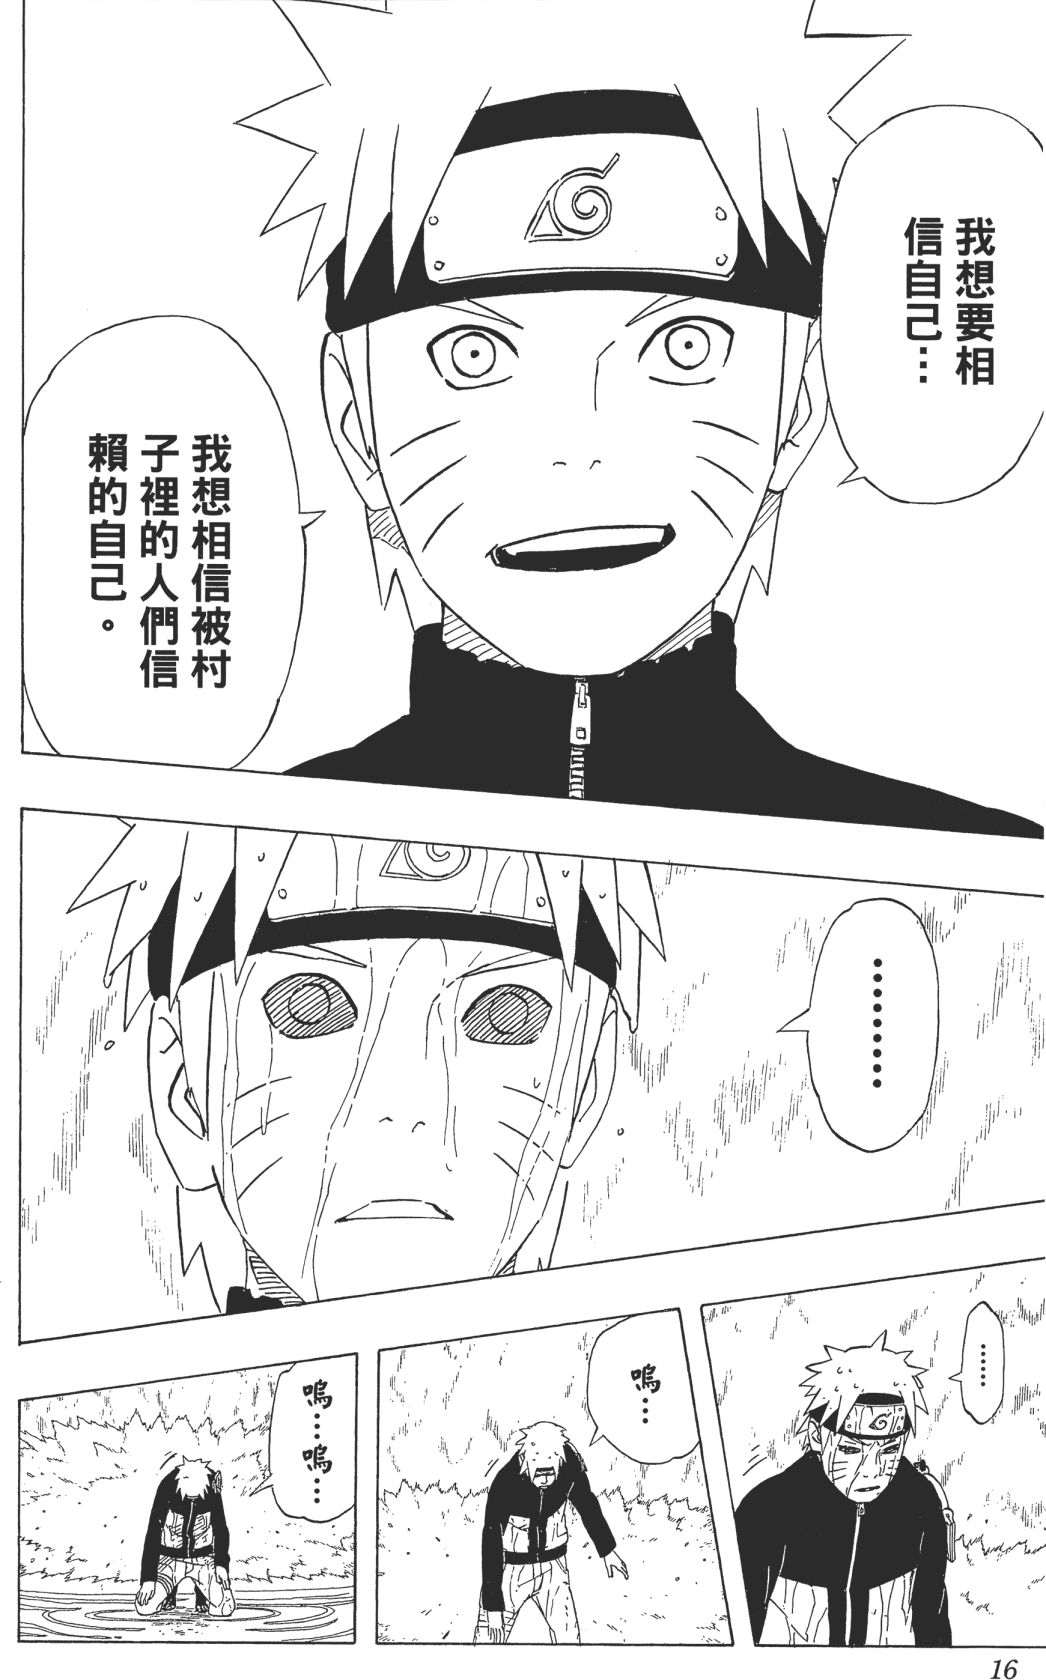 我想要相
信自己…
我想相信被村
子裡的人們信
賴的自己。
………
……
嗚…
嗚…嗚…
16